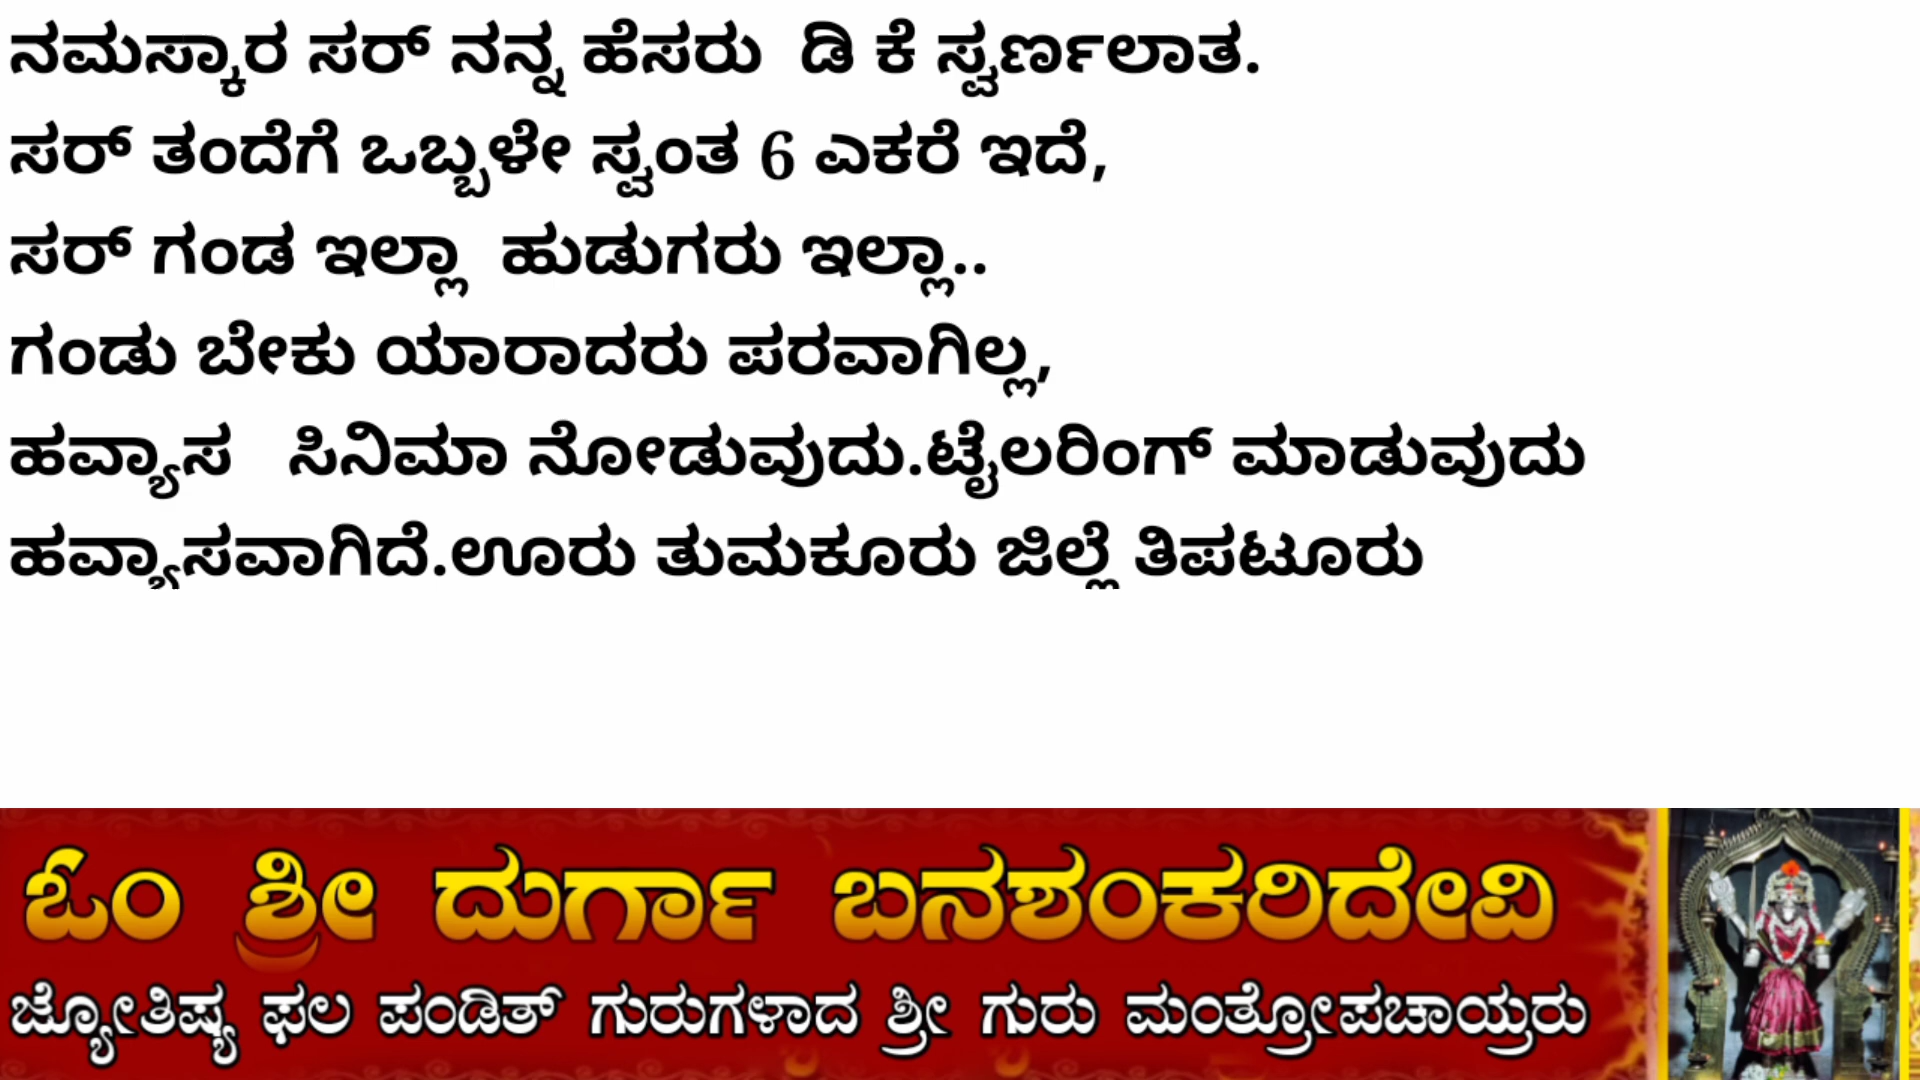 ನಮಸ್ಕಾರ ಸರ್ ನನ್ನ ಹೆಸರು ಡಿ ಕೆ ಸ್ವರ್ಣಲಾತ.
ಸರ್ ತಂದೆಗೆ ಒಬ್ಬಳೇ ಸ್ವಂತ 6 ಎಕರೆ ಇದೆ,
ಸರ್ ಗಂಡ ಇಲ್ಲಾ ಹುಡುಗರು ಇಲ್ಲಾ..
ಗಂಡು ಬೇಕು ಯಾರಾದರು ಪರವಾಗಿಲ್ಲ,
ಹವ್ಯಾಸ ಸಿನಿಮಾ ನೋಡುವುದು.ಟೈಲರಿಂಗ್ ಮಾಡುವುದು
ಹವ್ಯಾಸವಾಗಿದೆ.ಊರು ತುಮಕೂರು ಜಿಲ್ಲೆ ತಿಪಟೂರು
ಓಂ ಶ್ರೀ ದುರ್ಗಾ ಬನಶಂಕರಿದೇವಿ
ಜ್ಯೋತಿಷ್ಯ ಫಲ ಪಂಡಿತ್ ಗುರುಗಳಾದ ಶ್ರೀ ಗುರು ಮಂತ್ರೋಪಚಾಯ್ರರು